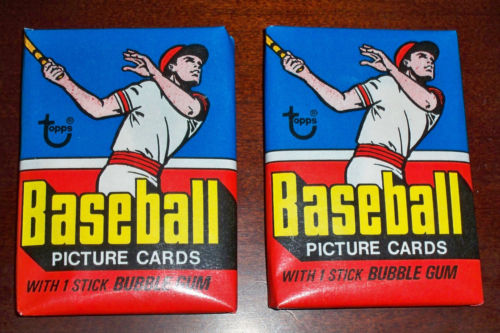 topps®
Baseball
PICTURE CARDS
WITH 1 STICK BUBBLE GUM
topps®
Baseball
PICTURE CARDS
WITH 1 STICK BUBBLE GUM